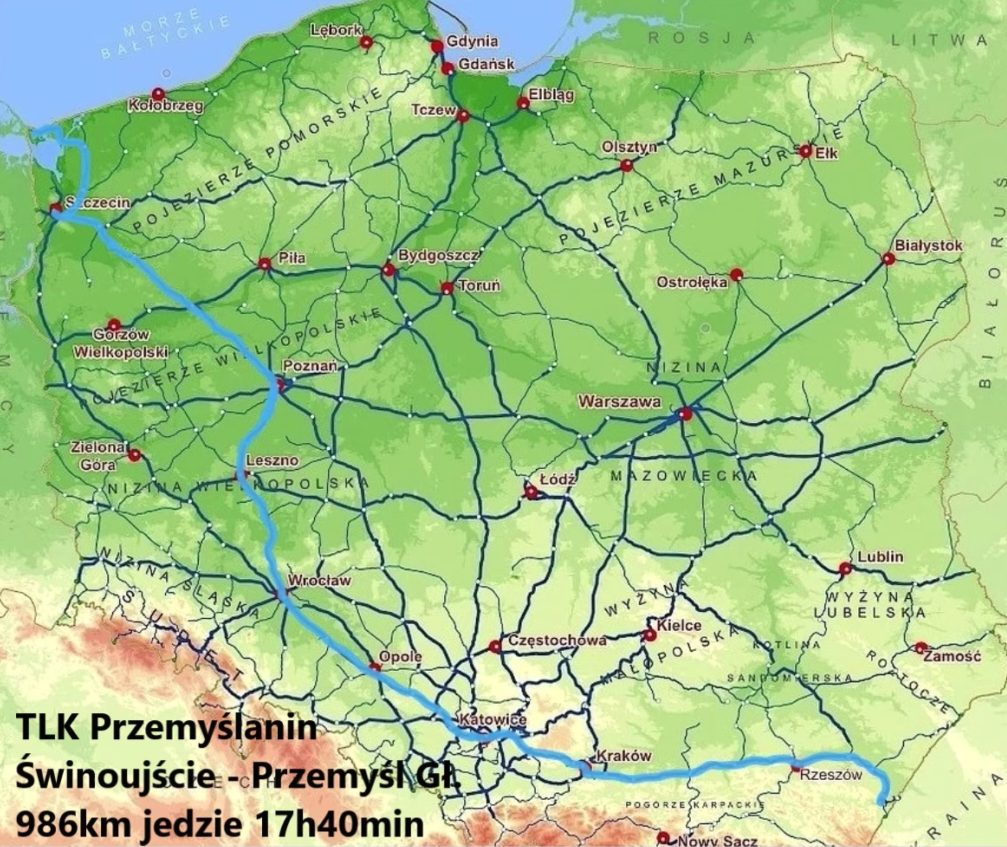 MORZE
BAŁTYCKIE
Lębork
Gdynia
Gdańsk
ROSJA
LITWA
Kołobrzeg
Tczew
Elbląg
POJEZIERZE POMORSKIE
Olsztyn
POJEZIERZE MAZURSKIE
Ełk
Szczecin
BIAŁORUŚ
Piła
Bydgoszcz
Toruń
Ostrołęka
Białystok
Gorzów
Wielkopolski
POJEZIERZE WIELKOPOLSKIE
Poznań
NIZINA
Warszawa
Zielona
Góra
Leszno
NIZINA WIELKOPOLSKA
Łódź
MAZOWIECKA
NIZINA ŚLĄSKA
Wrocław
Lublin
WYŻYNA
LUBELSKA
SUDETY
WYŻYNA
MAŁOPOLSKA
Kielce
Częstochowa
Opole
KOTLINA
SANDOMIERSKA
Zamość
ROZTOCZE
Katowice
Kraków
Rzeszów
POGÓRZE KARPACKIE
Nowy Sącz
TLK Przemyślanin
Świnoujście - Przemyśl Gł.
986km jedzie 17h40min